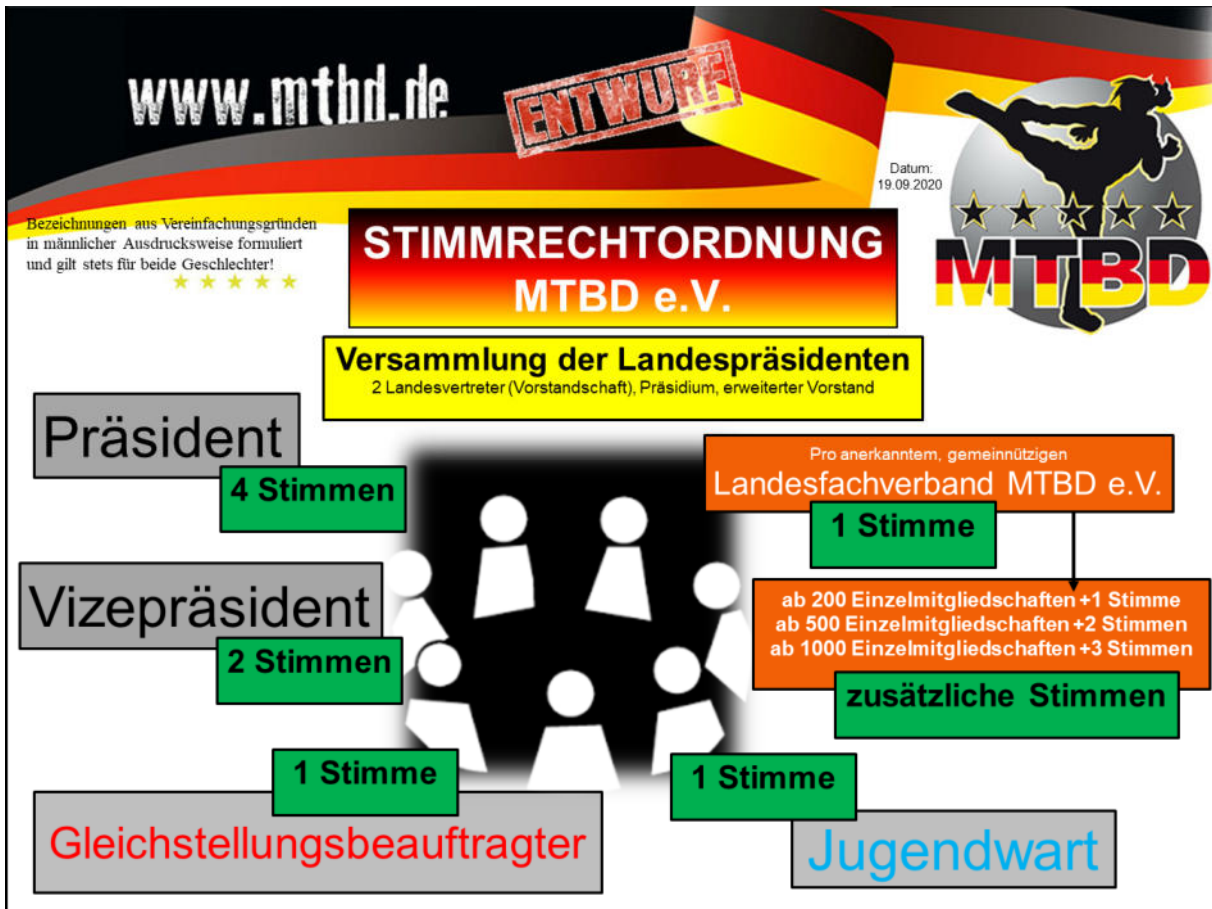 www.mtbd.de
ENTWURF
Datum:
19.09.2020
Bezeichnungen aus Vereinfachungsgründen
in männlicher Ausdrucksweise formuliert
und gilt stets für beide Geschlechter!
MTBD
STIMMRECHTORDNUNG
MTBD e.V.
Versammlung der Landespräsidenten
2 Landesvertreter (Vorstandschaft), Präsidium, erweiterter Vorstand
Präsident
4 Stimmen
Pro anerkanntem, gemeinnützigen
Landesfachverband MTBD e.V.
1 Stimme
Vizepräsident
2 Stimmen
ab 200 Einzelmitgliedschaften +1 Stimme
ab 500 Einzelmitgliedschaften +2 Stimmen
ab 1000 Einzelmitgliedschaften +3 Stimmen
zusätzliche Stimmen
1 Stimme
Gleichstellungsbeauftragter
1 Stimme
Jugendwart